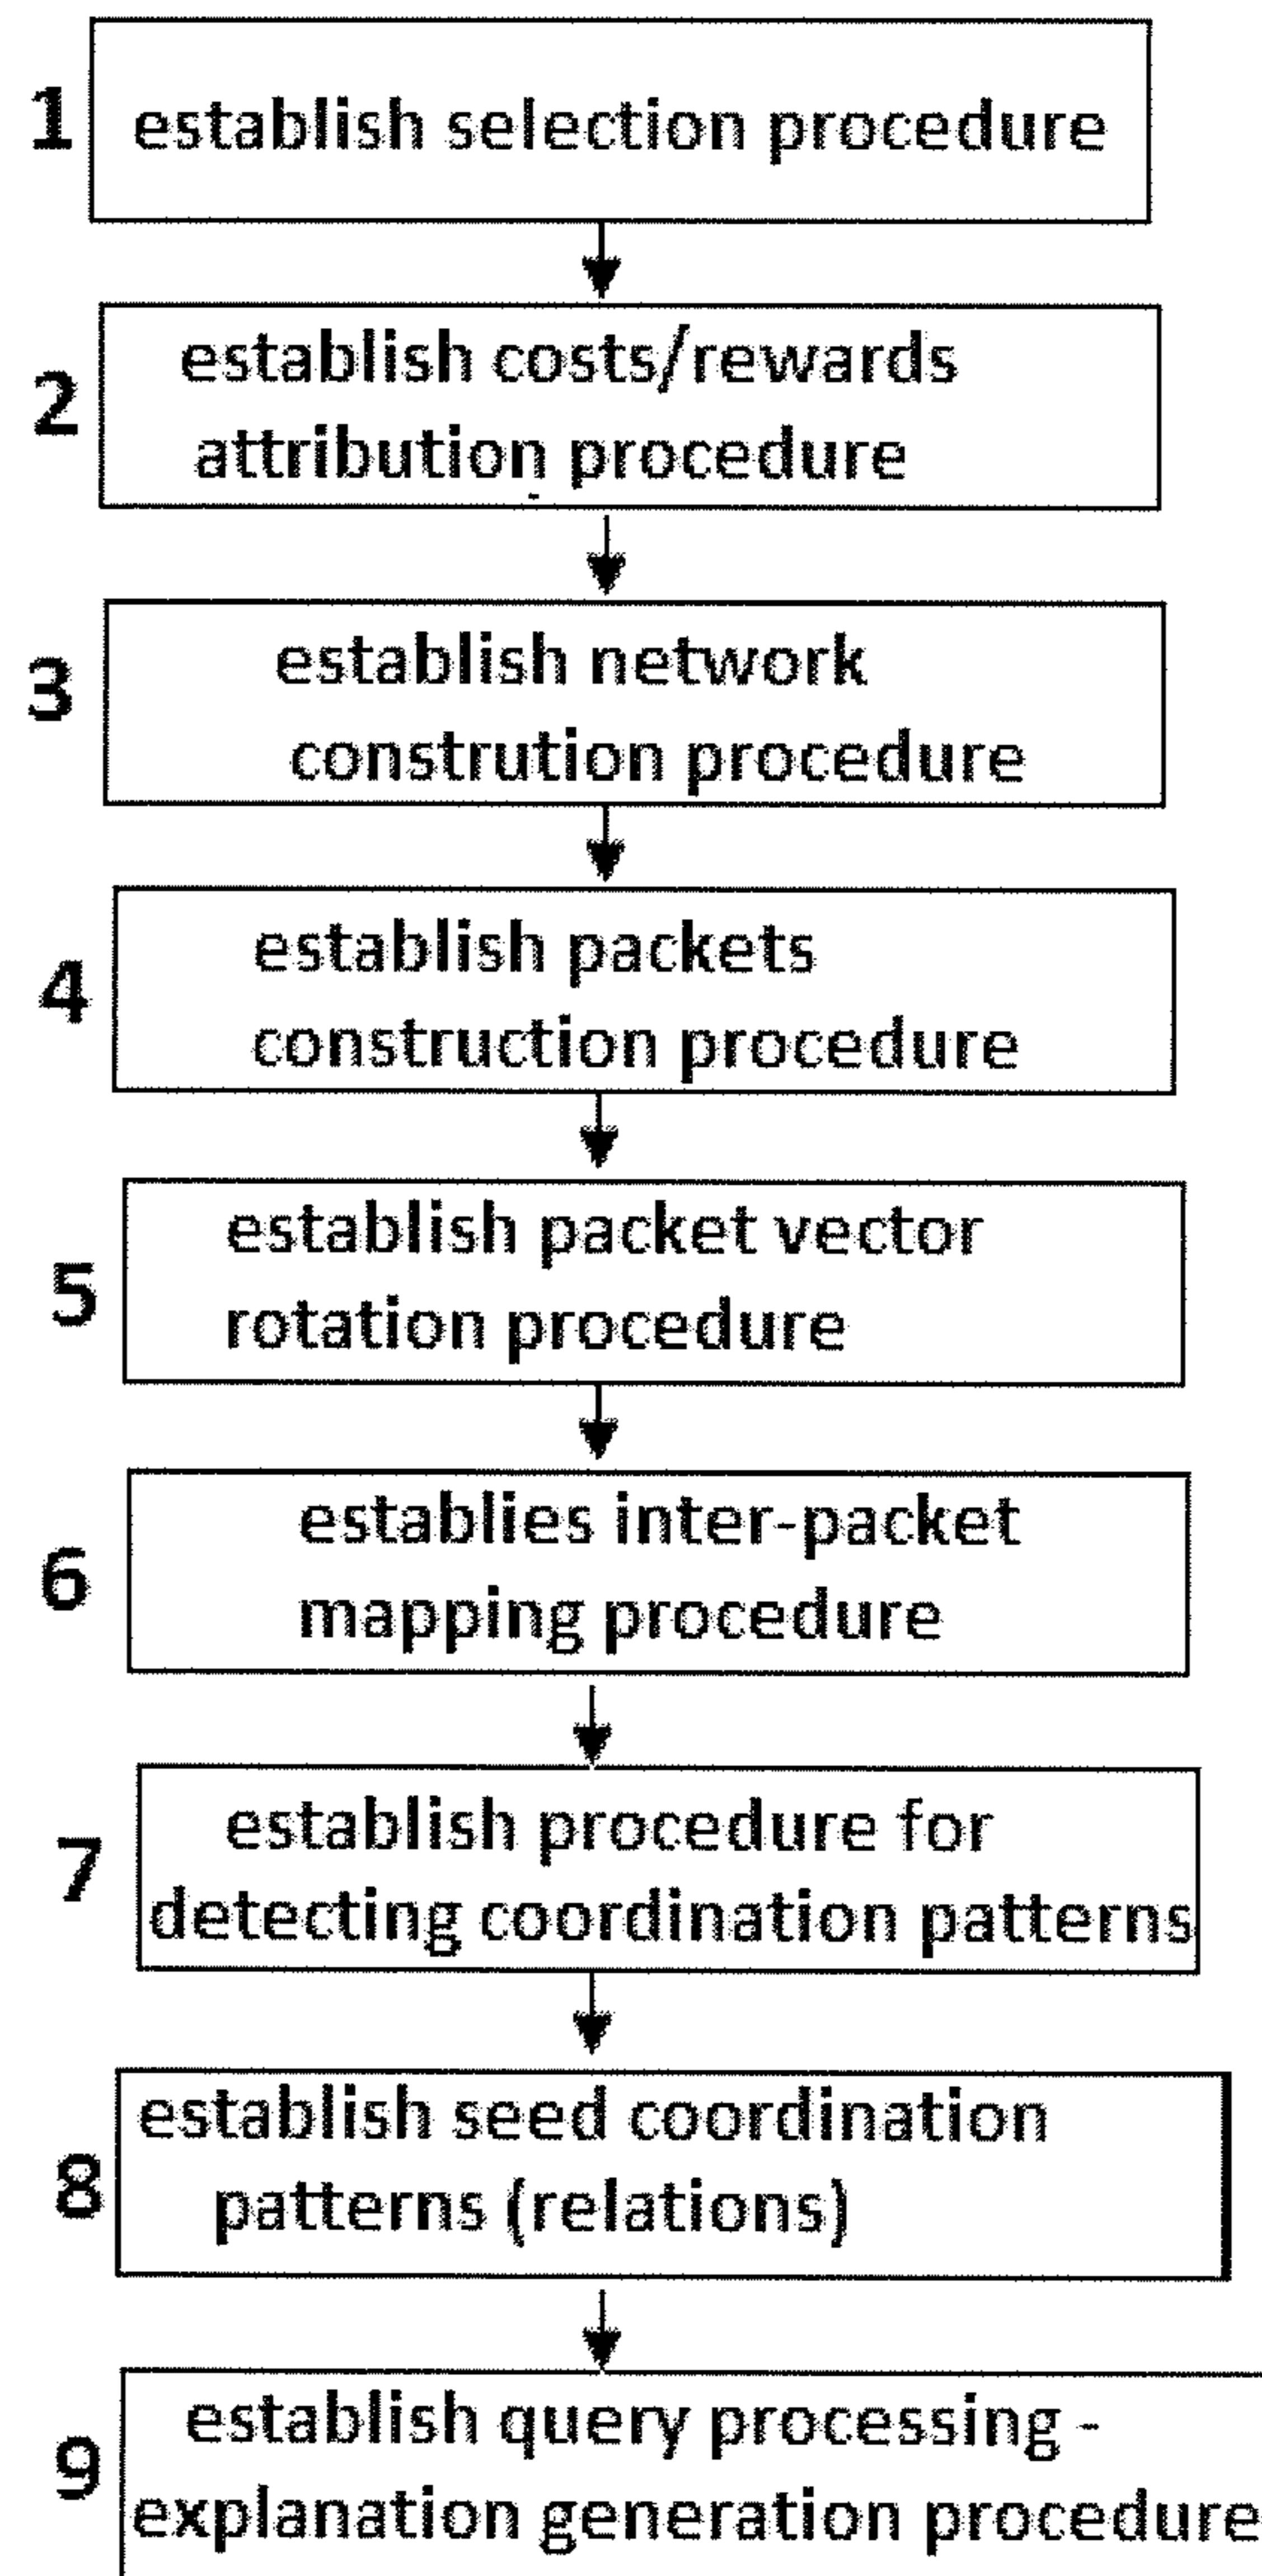 1 establish selection procedure
2 establish costs/rewards
attribution procedure
3 establish network
constrution procedure
4 establish packets
construction procedure
5 establish packet vector
rotation procedure
6 establies inter-packet
mapping procedure
7 establish procedure for
detecting coordination patterns
8 establish seed coordination
patterns (relations)
9 establish query processing -
explanation generation procedure